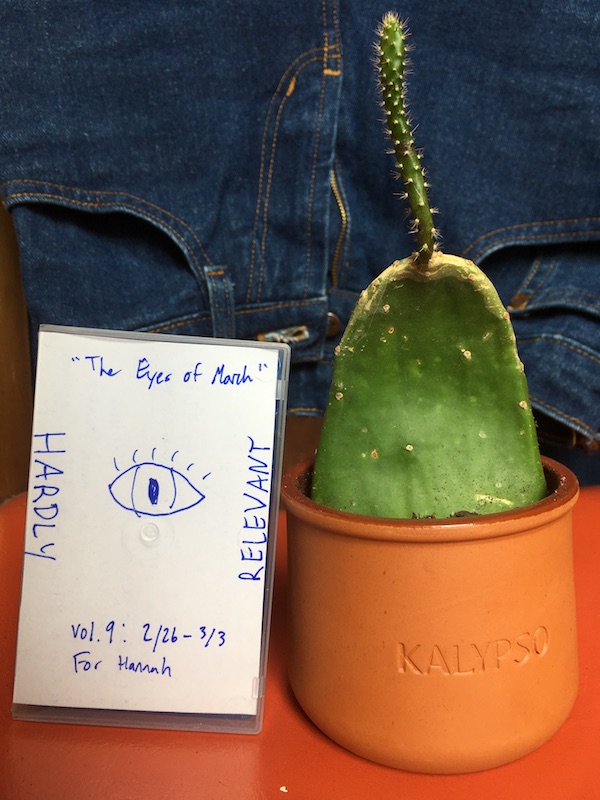 "The Eyes of March"
HARDLY
RELEVANT
vol. 9: 2/26-3/3
For Hannah
KALYPSO